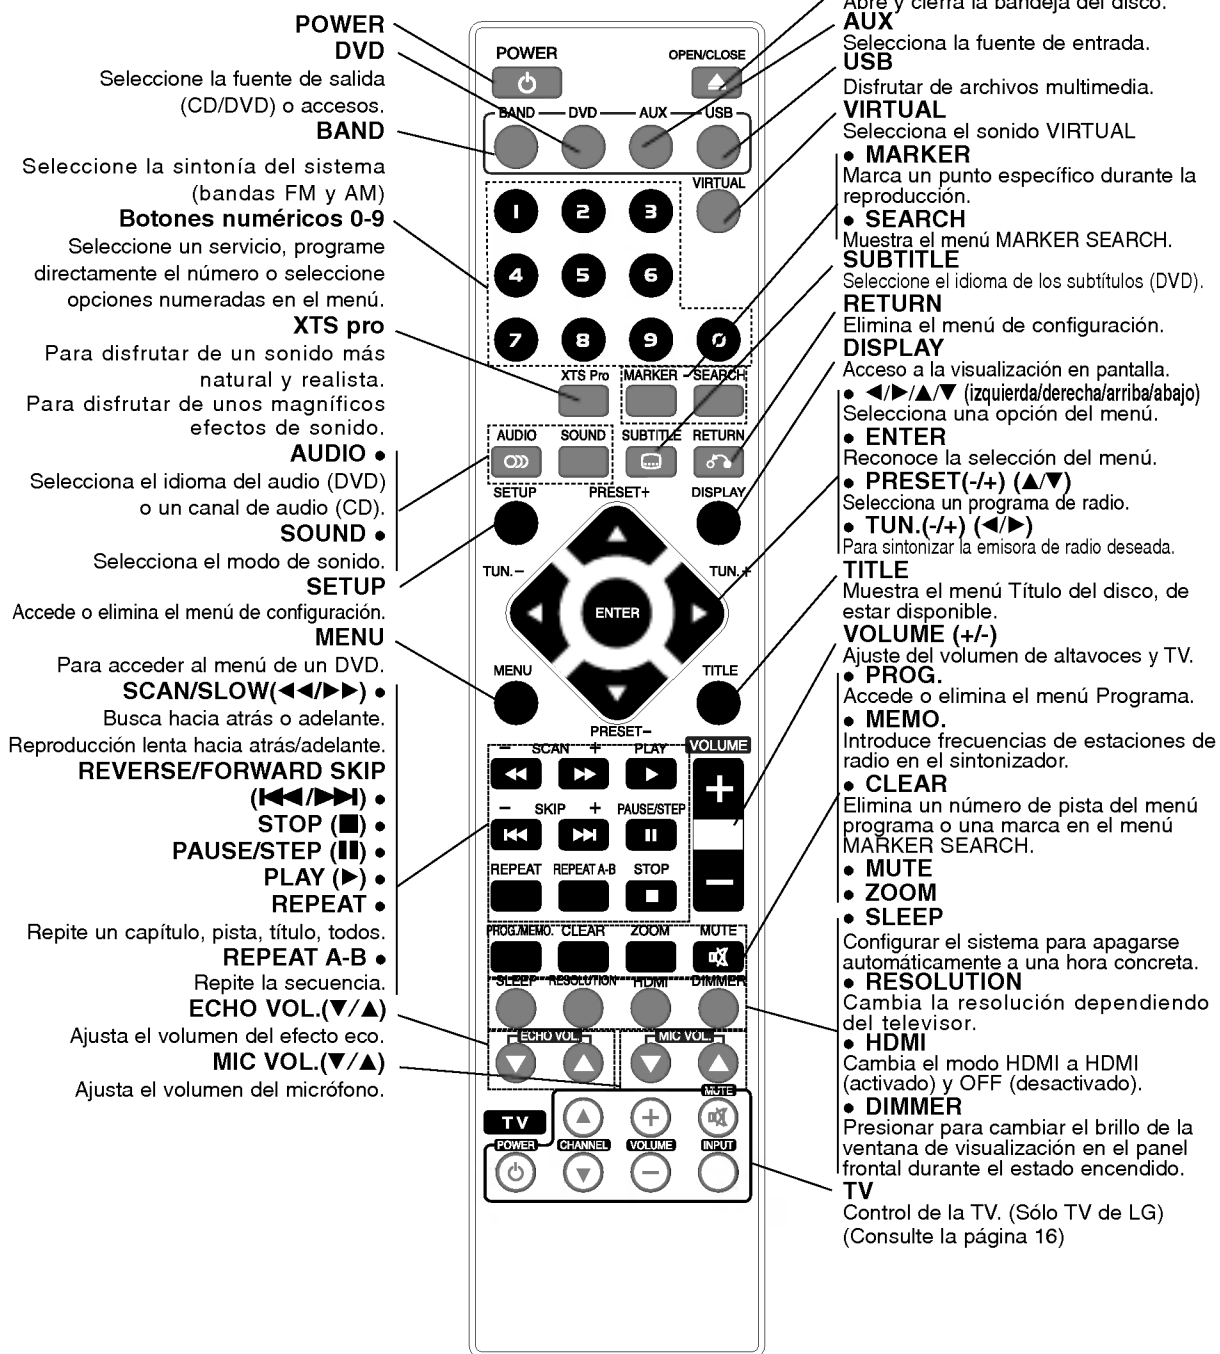 POWER
DVD
Seleccione la fuente de salida
(CD/DVD) o accesos.
BAND
Seleccione la sintonía del sistema
(bandas FM y AM)
Botones numéricos 0-9
Seleccione un servicio, programe
directamente el número o seleccione
opciones numeradas en el menú.
XTS pro
Para disfrutar de un sonido más
natural y realista.
Para disfrutar de unos magníficos
efectos de sonido.
AUDIO •
Selecciona el idioma del audio (DVD)
o un canal de audio (CD).
SOUND •
Selecciona el modo de sonido.
SETUP
Accede o elimina el menú de configuración.
MENU
Para acceder al menú de un DVD.
SCAN/SLOW(◄◄/►►) •
Busca hacia atrás o adelante.
Reproducción lenta hacia atrás/adelante.
REVERSE/FORWARD SKIP
(I◄◄/►►I) •
STOP (■) •
PAUSE/STEP (II) •
PLAY (►) •
REPEAT •
Repite un capítulo, pista, título, todos.
REPEAT A-B •
Repite la secuencia.
ECHO VOL.(▼/▲)
Ajusta el volumen del efecto eco.
MIC VOL.(▼/▲)
Ajusta el volumen del micrófono.
POWER OPEN/CLOSE
BAND DVD AUX USB
VIRTUAL
1 2 3
4 5 6
7 8 9 0
XTS Pro MARKER SEARCH
AUDIO SOUND SUBTITLE RETURN
SETUP PRESET+ DISPLAY
TUN.− TUN.+
ENTER
MENU TITLE
PRESET−
− SCAN + PLAY VOLUME
+
− SKIP + PAUSE/STEP
−
REPEAT REPEAT A-B STOP
PROG./MEMO. CLEAR ZOOM MUTE
SLEEP RESOLUTION HDMI DIMMER
ECHO VOL. MIC VOL.
MUTE
TV
+
POWER CHANNEL VOLUME INPUT
−
Abre y cierra la bandeja del disco.
AUX
Selecciona la fuente de entrada.
USB
Disfrutar de archivos multimedia.
VIRTUAL
Selecciona el sonido VIRTUAL
• MARKER
Marca un punto específico durante la
reproducción.
• SEARCH
Muestra el menú MARKER SEARCH.
SUBTITLE
Seleccione el idioma de los subtítulos (DVD).
RETURN
Elimina el menú de configuración.
DISPLAY
Acceso a la visualización en pantalla.
• ◄/►/▲/▼ (izquierda/derecha/arriba/abajo)
Selecciona una opción del menú.
• ENTER
Reconoce la selección del menú.
• PRESET(-/+) (▲/▼)
Selecciona un programa de radio.
• TUN.(-/+) (◄/►)
Para sintonizar la emisora de radio deseada.
TITLE
Muestra el menú Título del disco, de
estar disponible.
VOLUME (+/-)
Ajuste del volumen de altavoces y TV.
• PROG.
Accede o elimina el menú Programa.
• MEMO.
Introduce frecuencias de estaciones de
radio en el sintonizador.
• CLEAR
Elimina un número de pista del menú
programa o una marca en el menú
MARKER SEARCH.
• MUTE
• ZOOM
• SLEEP
Configurar el sistema para apagarse
automáticamente a una hora concreta.
• RESOLUTION
Cambia la resolución dependiendo
del televisor.
• HDMI
Cambia el modo HDMI a HDMI
(activado) y OFF (desactivado).
• DIMMER
Presionar para cambiar el brillo de la
ventana de visualización en el panel
frontal durante el estado encendido.
TV
Control de la TV. (Sólo TV de LG)
(Consulte la página 16)